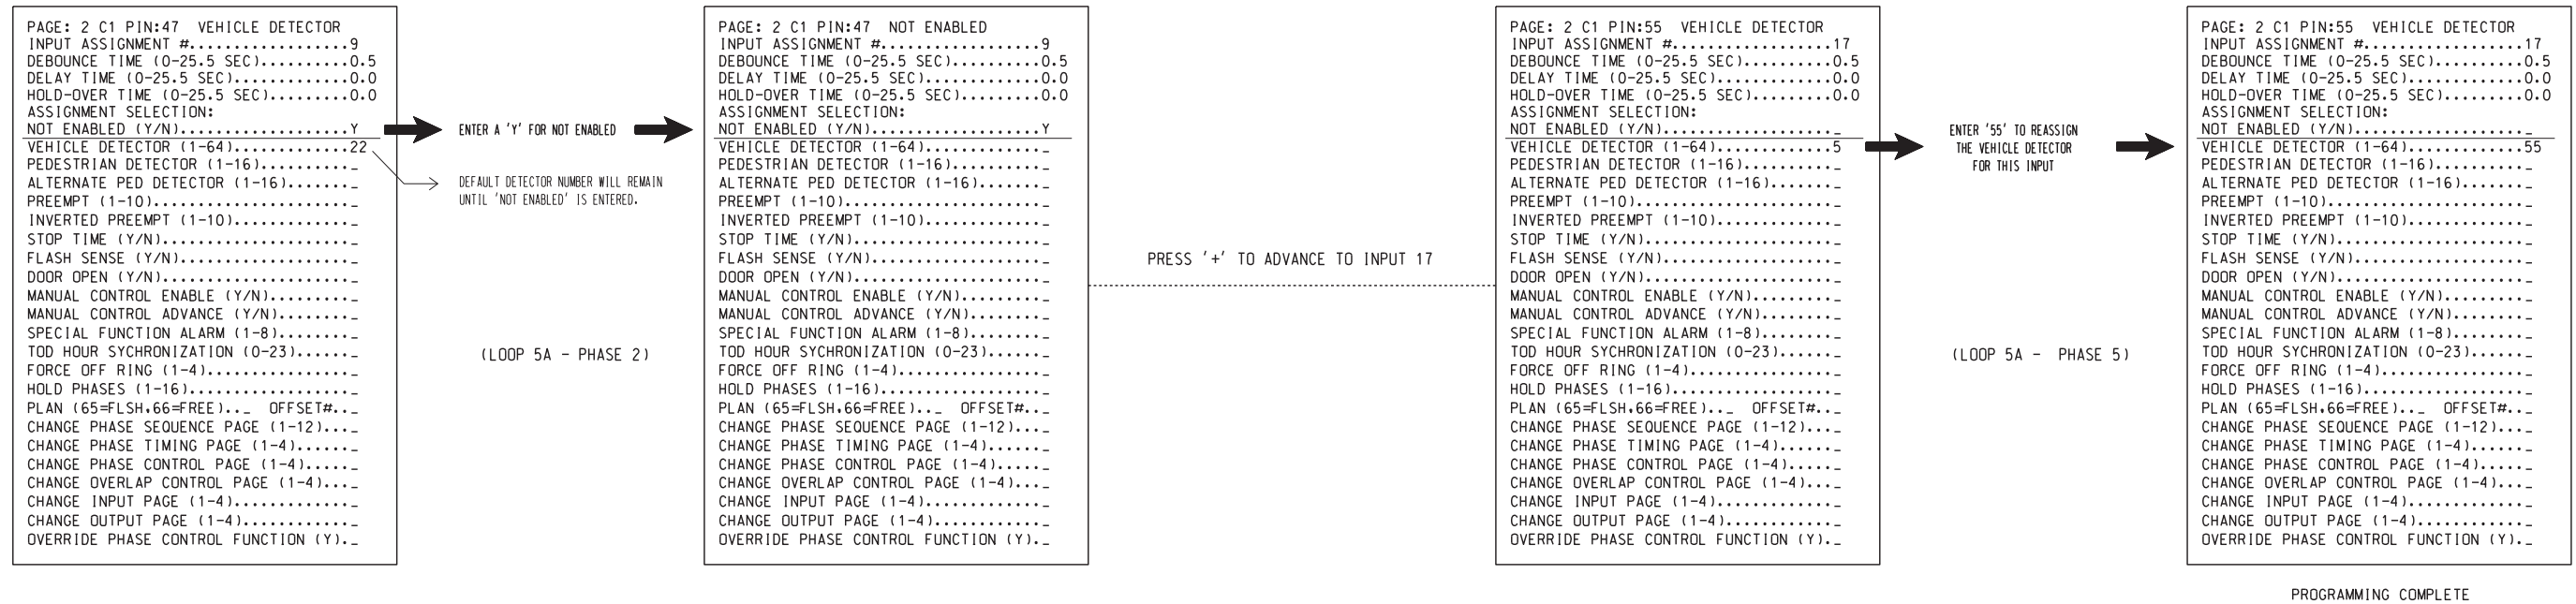 PAGE: 2 C1 PIN:47 VEHICLE DETECTOR
INPUT ASSIGNMENT #..................9
DEBOUNCE TIME (0-25.5 SEC)..........0.5
DELAY TIME (0-25.5 SEC).............0.0
HOLD-OVER TIME (0-25.5 SEC).........0.0
ASSIGNMENT SELECTION:
NOT ENABLED (Y/N)...................Y
VEHICLE DETECTOR (1-64).............22
PEDESTRIAN DETECTOR (1-16).........._
ALTERNATE PED DETECTOR (1-16)......._
PREEMPT (1-10)......................_
INVERTED PREEMPT (1-10)............._
STOP TIME (Y/N)....................._
FLASH SENSE (Y/N)..................._
DOOR OPEN (Y/N)....................._
MANUAL CONTROL ENABLE (Y/N)........._
MANUAL CONTROL ADVANCE (Y/N)........_
SPECIAL FUNCTION ALARM (1-8)........_
TOD HOUR SYCHRONIZATION (0-23)......_
FORCE OFF RING (1-4)................_
HOLD PHASES (1-16).................._
PLAN (65=FLSH,66=FREE).._ OFFSET#.._
CHANGE PHASE SEQUENCE PAGE (1-12)..._
CHANGE PHASE TIMING PAGE (1-4)......_
CHANGE PHASE CONTROL PAGE (1-4)....._
CHANGE OVERLAP CONTROL PAGE (1-4)..._
CHANGE INPUT PAGE (1-4)............._
CHANGE OUTPUT PAGE (1-4)............_
OVERRIDE PHASE CONTROL FUNCTION (Y)._
ENTER A 'Y' FOR NOT ENABLED
DEFAULT DETECTOR NUMBER WILL REMAIN
UNTIL 'NOT ENABLED' IS ENTERED.
(LOOP 5A - PHASE 2)
PAGE: 2 C1 PIN:47 NOT ENABLED
INPUT ASSIGNMENT #..................9
DEBOUNCE TIME (0-25.5 SEC)..........0.5
DELAY TIME (0-25.5 SEC).............0.0
HOLD-OVER TIME (0-25.5 SEC).........0.0
ASSIGNMENT SELECTION:
NOT ENABLED (Y/N)...................Y
VEHICLE DETECTOR (1-64)............._
PEDESTRIAN DETECTOR (1-16).........._
ALTERNATE PED DETECTOR (1-16)......._
PREEMPT (1-10)......................_
INVERTED PREEMPT (1-10)............._
STOP TIME (Y/N)....................._
FLASH SENSE (Y/N)..................._
DOOR OPEN (Y/N)....................._
MANUAL CONTROL ENABLE (Y/N)........._
MANUAL CONTROL ADVANCE (Y/N)........_
SPECIAL FUNCTION ALARM (1-8)........_
TOD HOUR SYCHRONIZATION (0-23)......_
FORCE OFF RING (1-4)................_
HOLD PHASES (1-16).................._
PLAN (65=FLSH,66=FREE).._ OFFSET#.._
CHANGE PHASE SEQUENCE PAGE (1-12)..._
CHANGE PHASE TIMING PAGE (1-4)......_
CHANGE PHASE CONTROL PAGE (1-4)....._
CHANGE OVERLAP CONTROL PAGE (1-4)..._
CHANGE INPUT PAGE (1-4)............._
CHANGE OUTPUT PAGE (1-4)............_
OVERRIDE PHASE CONTROL FUNCTION (Y)._
PRESS '+' TO ADVANCE TO INPUT 17
PAGE: 2 C1 PIN:55 VEHICLE DETECTOR
INPUT ASSIGNMENT #..................17
DEBOUNCE TIME (0-25.5 SEC)..........0.5
DELAY TIME (0-25.5 SEC).............0.0
HOLD-OVER TIME (0-25.5 SEC).........0.0
ASSIGNMENT SELECTION:
NOT ENABLED (Y/N)..................._
VEHICLE DETECTOR (1-64).............5
PEDESTRIAN DETECTOR (1-16).........._
ALTERNATE PED DETECTOR (1-16)......._
PREEMPT (1-10)......................_
INVERTED PREEMPT (1-10)............._
STOP TIME (Y/N)....................._
FLASH SENSE (Y/N)..................._
DOOR OPEN (Y/N)....................._
MANUAL CONTROL ENABLE (Y/N)........._
MANUAL CONTROL ADVANCE (Y/N)........_
SPECIAL FUNCTION ALARM (1-8)........_
TOD HOUR SYCHRONIZATION (0-23)......_
FORCE OFF RING (1-4)................_
HOLD PHASES (1-16).................._
PLAN (65=FLSH,66=FREE).._ OFFSET#.._
CHANGE PHASE SEQUENCE PAGE (1-12)..._
CHANGE PHASE TIMING PAGE (1-4)......_
CHANGE PHASE CONTROL PAGE (1-4)....._
CHANGE OVERLAP CONTROL PAGE (1-4)..._
CHANGE INPUT PAGE (1-4)............._
CHANGE OUTPUT PAGE (1-4)............_
OVERRIDE PHASE CONTROL FUNCTION (Y)._
ENTER '55' TO REASSIGN
THE VEHICLE DETECTOR
FOR THIS INPUT
(LOOP 5A - PHASE 5)
PAGE: 2 C1 PIN:55 VEHICLE DETECTOR
INPUT ASSIGNMENT #..................17
DEBOUNCE TIME (0-25.5 SEC)..........0.5
DELAY TIME (0-25.5 SEC).............0.0
HOLD-OVER TIME (0-25.5 SEC).........0.0
ASSIGNMENT SELECTION:
NOT ENABLED (Y/N)..................._
VEHICLE DETECTOR (1-64).............55
PEDESTRIAN DETECTOR (1-16).........._
ALTERNATE PED DETECTOR (1-16)......._
PREEMPT (1-10)......................_
INVERTED PREEMPT (1-10)............._
STOP TIME (Y/N)....................._
FLASH SENSE (Y/N)..................._
DOOR OPEN (Y/N)....................._
MANUAL CONTROL ENABLE (Y/N)........._
MANUAL CONTROL ADVANCE (Y/N)........_
SPECIAL FUNCTION ALARM (1-8)........_
TOD HOUR SYCHRONIZATION (0-23)......_
FORCE OFF RING (1-4)................_
HOLD PHASES (1-16).................._
PLAN (65=FLSH,66=FREE).._ OFFSET#.._
CHANGE PHASE SEQUENCE PAGE (1-12)..._
CHANGE PHASE TIMING PAGE (1-4)......_
CHANGE PHASE CONTROL PAGE (1-4)....._
CHANGE OVERLAP CONTROL PAGE (1-4)..._
CHANGE INPUT PAGE (1-4)............._
CHANGE OUTPUT PAGE (1-4)............_
OVERRIDE PHASE CONTROL FUNCTION (Y)._
PROGRAMMING COMPLETE